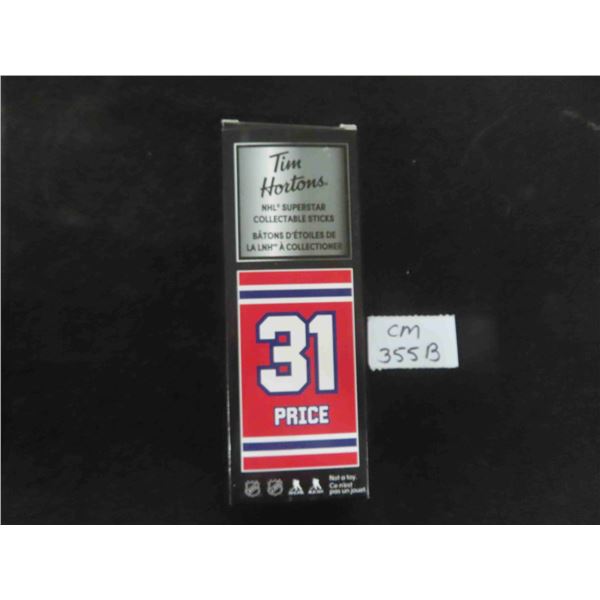 Tim
Hortons
NHL® SUPERSTAR
COLLECTABLE STICKS
BÂTONS D'ÉTOILES DE
LA LNH™ À COLLECTIONER
31
PRICE
Not a toy.
Ce n'est
pas un jouet
CM
355B